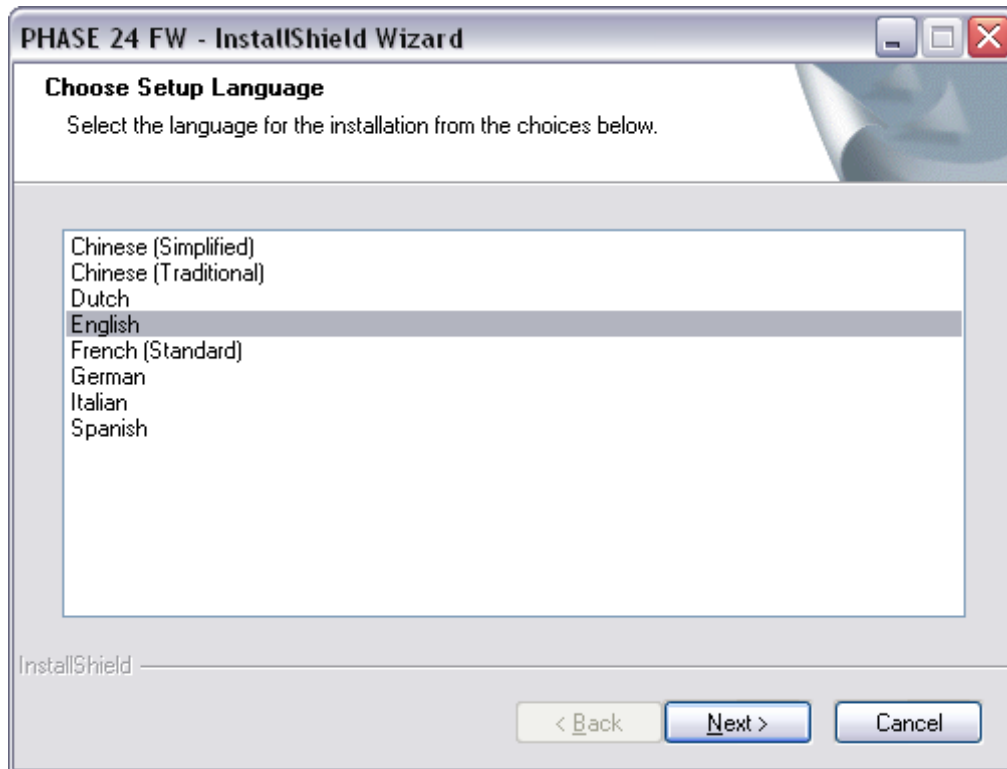 PHASE 24 FW - InstallShield Wizard
Choose Setup Language
Select the language for the installation from the choices below.
Chinese (Simplified)
Chinese (Traditional)
Dutch
English
French (Standard)
German
Italian
Spanish
InstallShield
< Back Next > Cancel